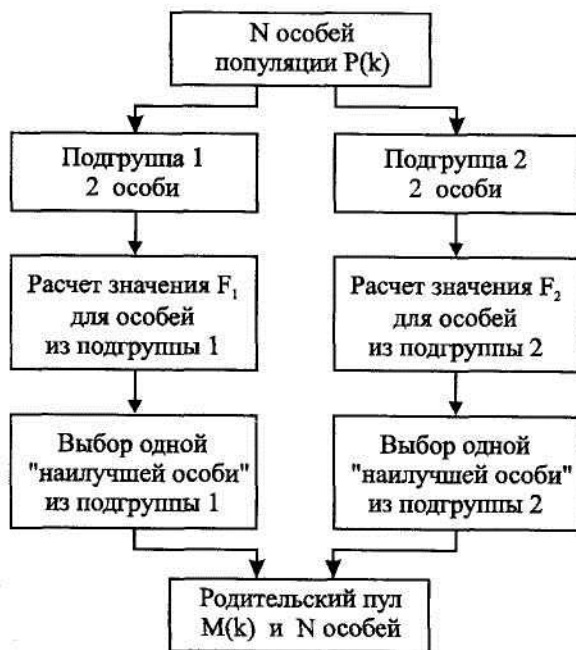 N особей
популяции P(k)
Подгруппа 1
2 особи
Подгруппа 2
2 особи
Расчет значения F₁
для особей
из подгруппы 1
Расчет значения F₂
для особей
из подгруппы 2
Выбор одной
"наилучшей особи"
из подгруппы 1
Выбор одной
"наилучшей особи"
из подгруппы 2
Родительский пул
M(k) и N особей